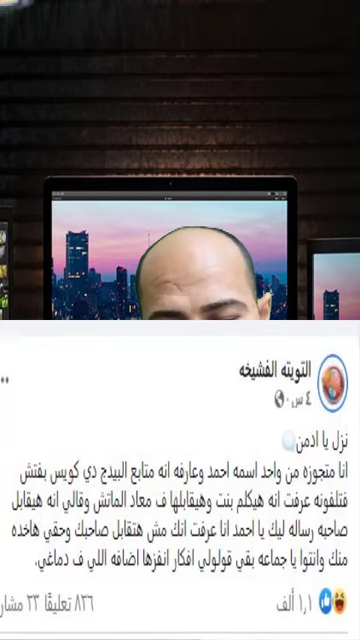 التويته الفشيخه
٤ س ·
نزل يا ادمن
انا متجوزه من واحد اسمه احمد وعارفه انه متابع البيدج دي كويس بفتش
فتلفونه عرفت انه هيكلم بنت وهيقابلها ف معاد الماتش وقالي انه هيقابل
صاحبه رساله ليك يا احمد انا عرفت انك مش هتقابل صاحبك وحقي هاخده
منك وانتوا يا جماعه بقي قولولي افكار انفزها اضافه اللي ف دماغي.
١,١ ألف
٨٢٦ تعليقًا ٢٣ مشار